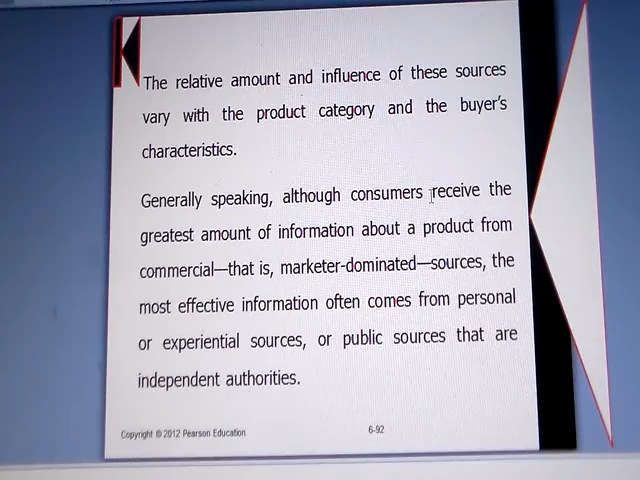 The relative amount and influence of these sources
vary with the product category and the buyer's
characteristics.
Generally speaking, although consumers receive the
greatest amount of information about a product from
commercial—that is, marketer-dominated—sources, the
most effective information often comes from personal
or experiential sources, or public sources that are
independent authorities.
Copyright © 2012 Pearson Education
6-92